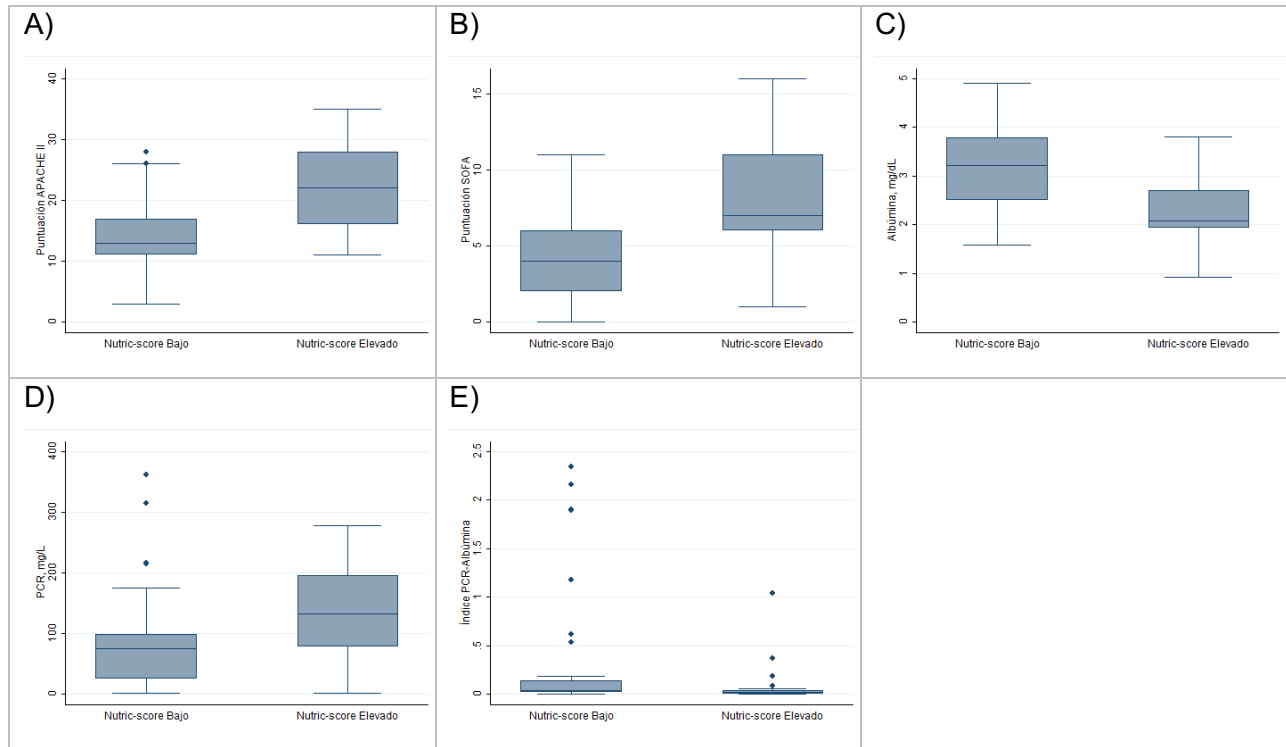 A)
Puntuación APACHE II
40
30
20
10
0
Nutric-score Bajo
Nutric-score Elevado
B)
Puntuación SOFA
15
10
5
0
Nutric-score Bajo
Nutric-score Elevado
C)
Albúmina, mg/dL
5
4
3
2
1
0
Nutric-score Bajo
Nutric-score Elevado
D)
PCR, mg/L
400
300
200
100
0
Nutric-score Bajo
Nutric-score Elevado
E)
Índice PCR-Albúmina
2.5
2
1.5
1
.5
0
Nutric-score Bajo
Nutric-score Elevado